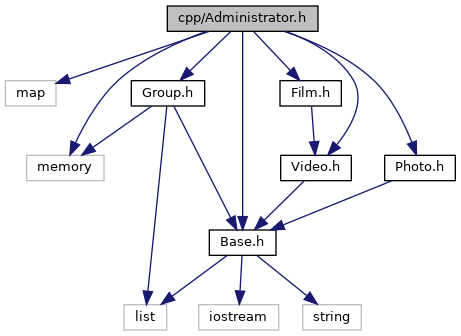 cpp/Administrator.h
map
Group.h
Film.h
memory
Video.h
Photo.h
Base.h
list
iostream
string